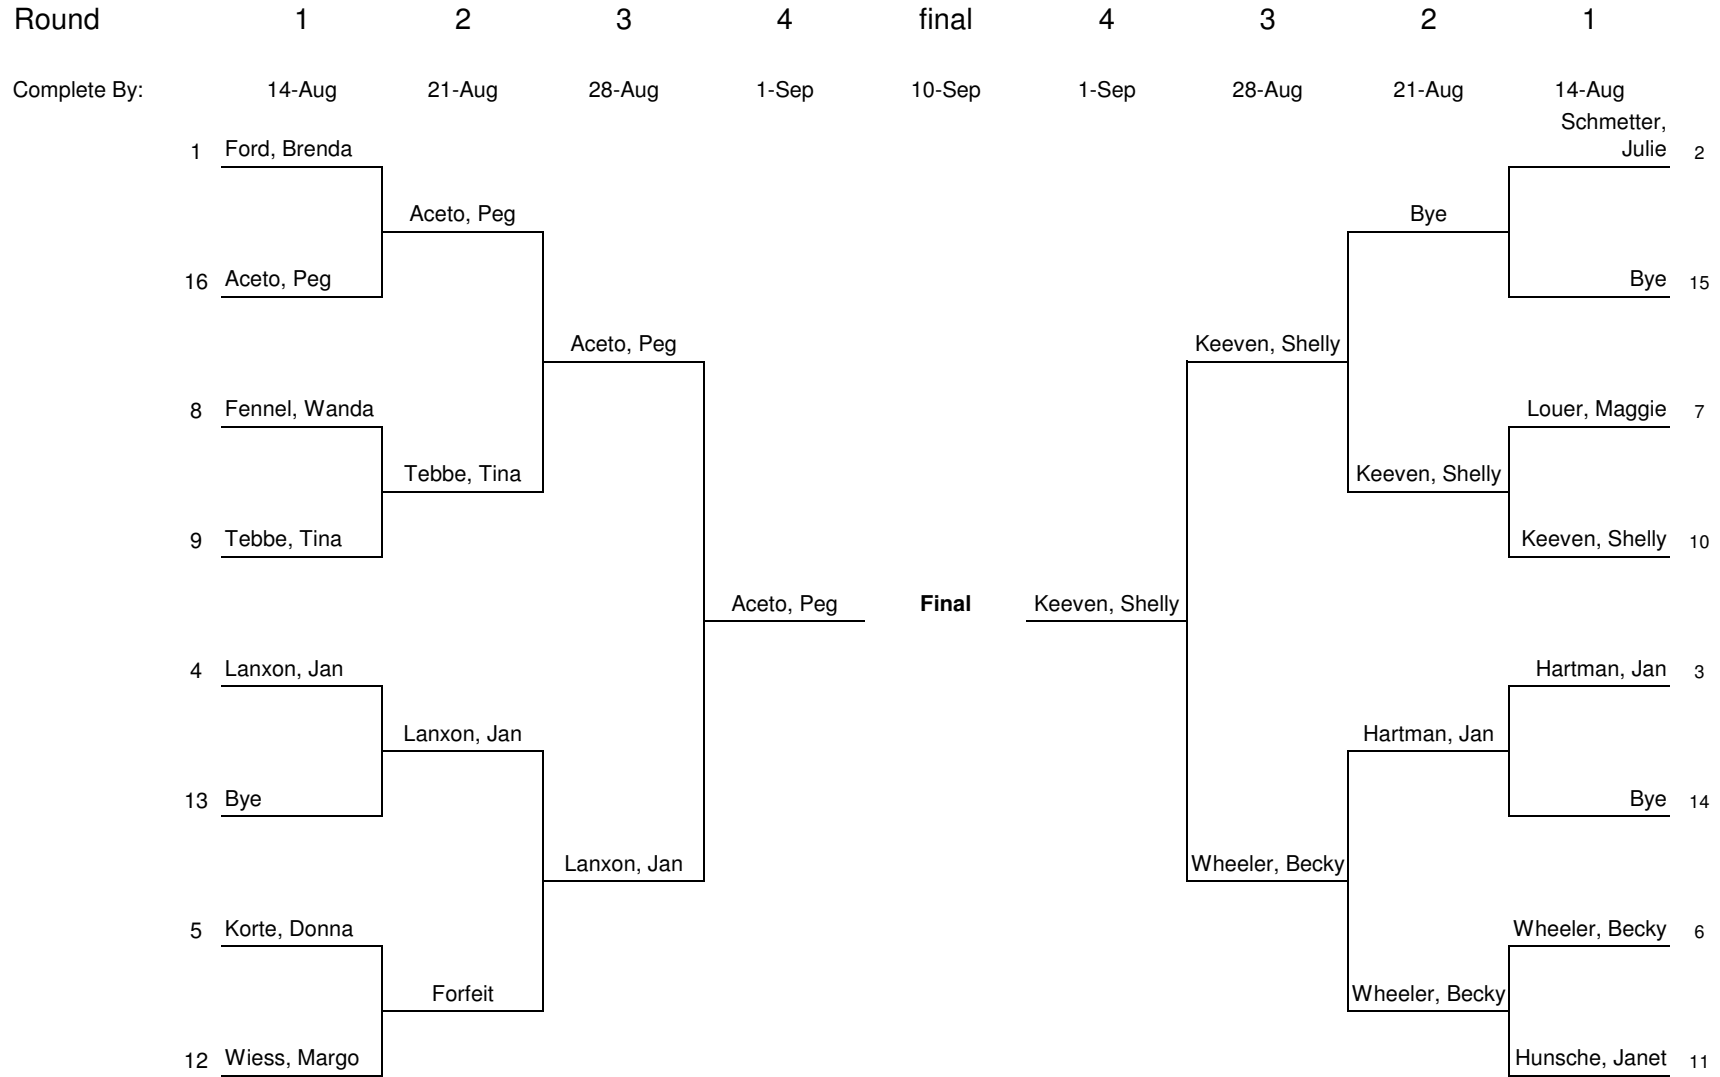 Round 1 2 3 4 final 4 3 2 1
Complete By: 14-Aug 21-Aug 28-Aug 1-Sep 10-Sep 1-Sep 28-Aug 21-Aug 14-Aug
1 Ford, Brenda Schmetter,
Julie 2
Aceto, Peg Bye
16 Aceto, Peg Bye 15
Aceto, Peg Keeven, Shelly
8 Fennel, Wanda Louer, Maggie 7
Tebbe, Tina Keeven, Shelly
9 Tebbe, Tina Keeven, Shelly 10
Aceto, Peg Final Keeven, Shelly
4 Lanxon, Jan Hartman, Jan 3
Lanxon, Jan Hartman, Jan
13 Bye Bye 14
Lanxon, Jan Wheeler, Becky
5 Korte, Donna Wheeler, Becky 6
Forfeit Wheeler, Becky
12 Wiess, Margo Hunsche, Janet 11